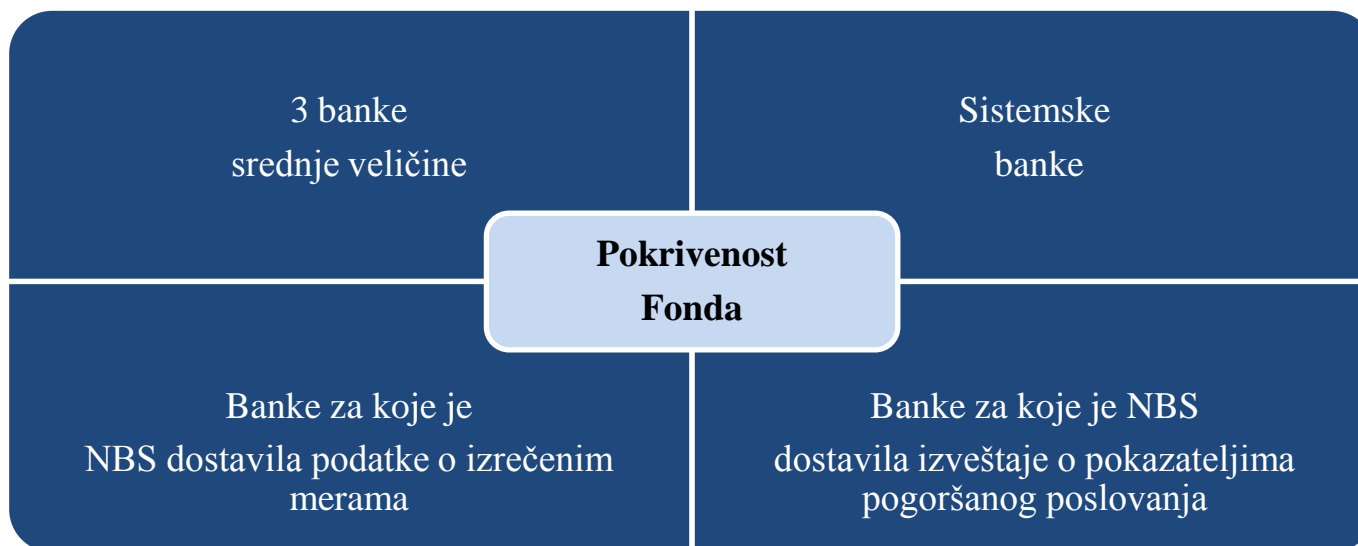 3 banke
srednje veličine
Sistemske
banke
Pokrivenost
Fonda
Banke za koje je
NBS dostavila podatke o izrečenim
merama
Banke za koje je NBS
dostavila izveštaje o pokazateljima
pogoršanog poslovanja